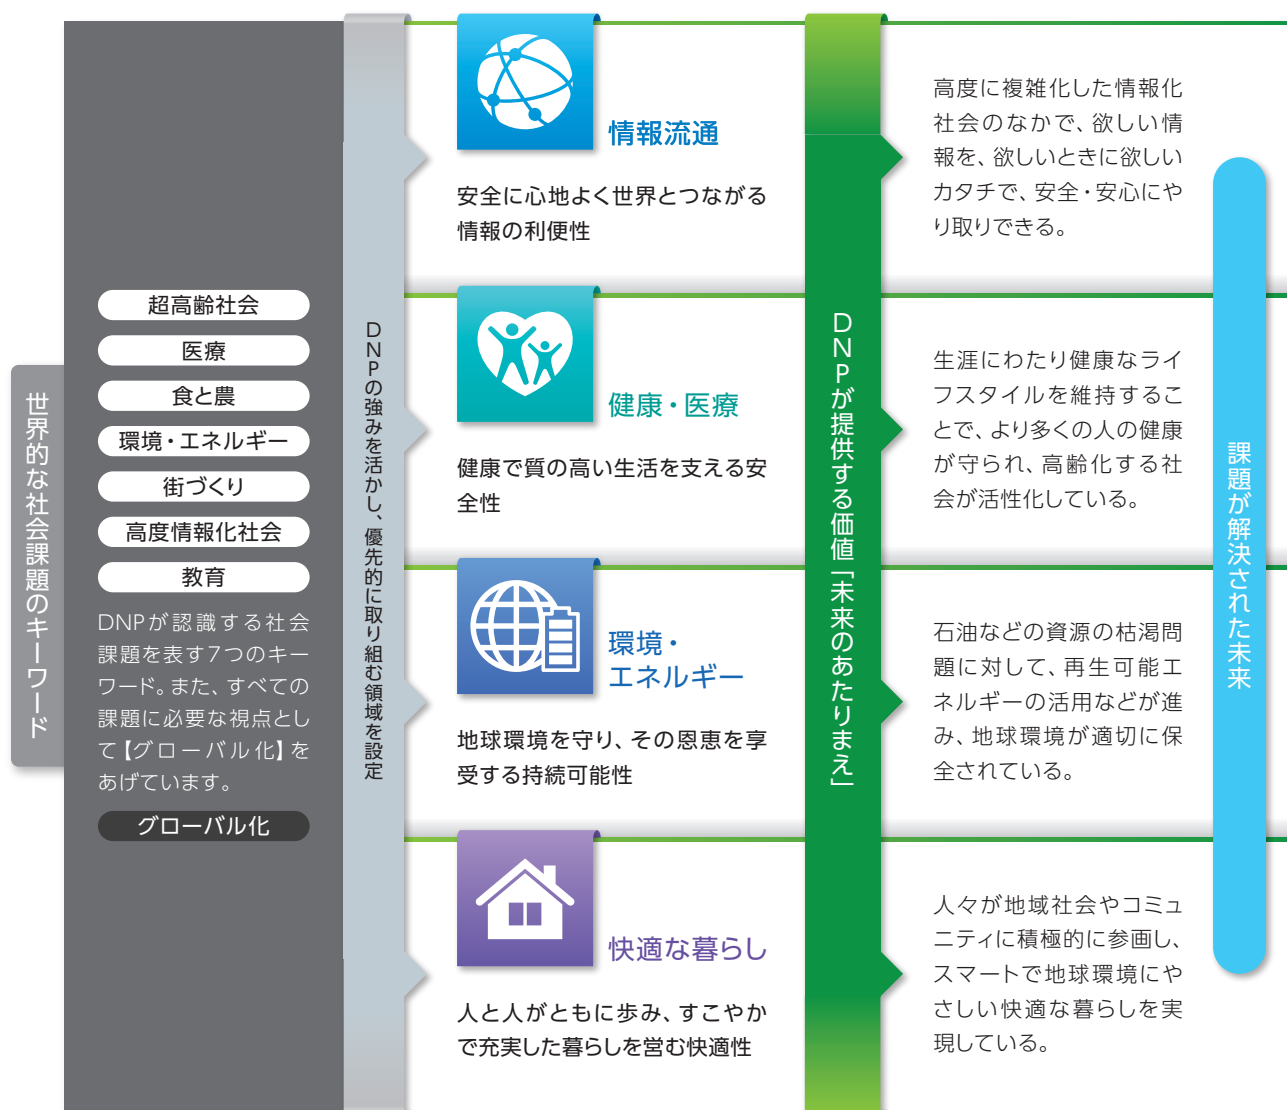 世界的な社会課題のキーワード
超高齢社会
医療
食と農
環境・エネルギー
街づくり
高度情報化社会
教育
DNPが認識する社会
課題を表す7つのキー
ワード。また、すべての
課題に必要な視点とし
て【グローバル化】を
あげています。
グローバル化
DNPの強みを活かし、優先的に取り組む領域を設定
情報流通
安全に心地よく世界とつながる
情報の利便性
健康・医療
健康で質の高い生活を支える安
全性
環境・
エネルギー
地球環境を守り、その恩恵を享
受する持続可能性
快適な暮らし
人と人がともに歩み、すこやか
で充実した暮らしを営む快適性
DNPが提供する価値「未来のあたりまえ」
高度に複雑化した情報化
社会のなかで、欲しい情
報を、欲しいときに欲しい
カタチで、安全・安心にや
り取りできる。
生涯にわたり健康なライ
フスタイルを維持するこ
とで、より多くの人の健康
が守られ、高齢化する社
会が活性化している。
石油などの資源の枯渇問
題に対して、再生可能エ
ネルギーの活用などが進
み、地球環境が適切に保
全されている。
人々が地域社会やコミュ
ニティに積極的に参画し、
スマートで地球環境にや
さしい快適な暮らしを実
現している。
課題が解決された未来